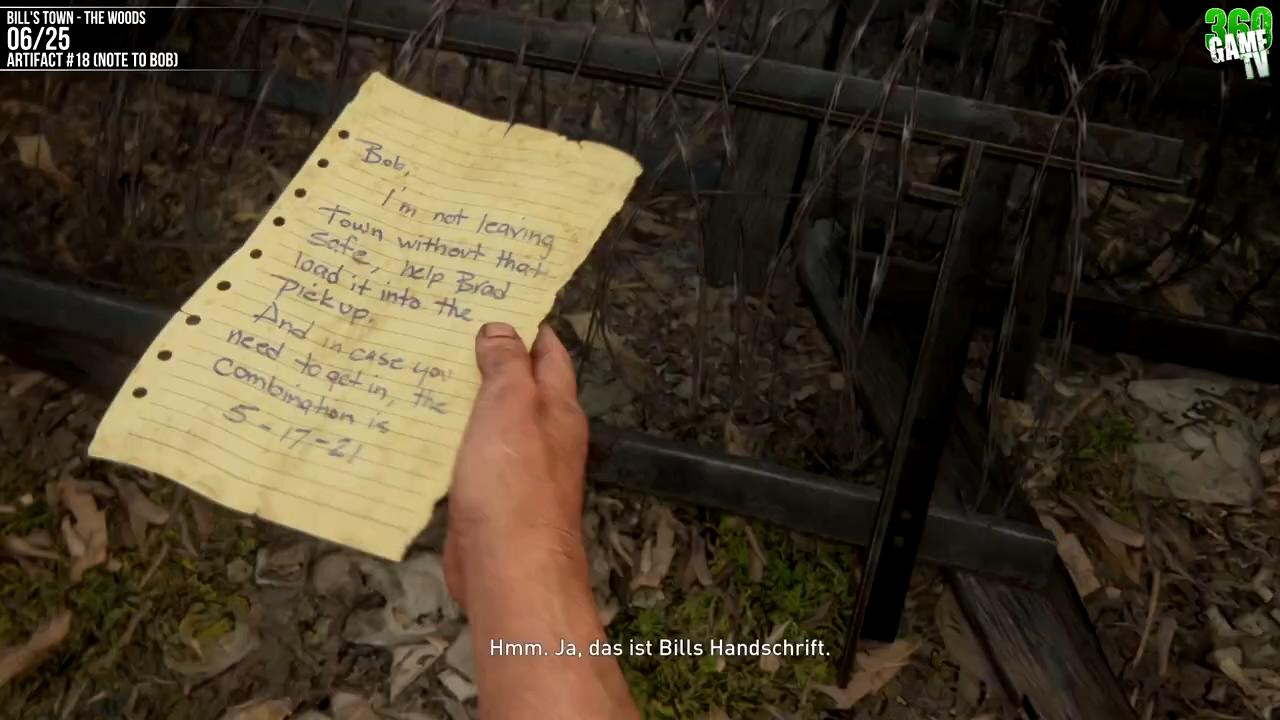 BILL'S TOWN - THE WOODS
06/25
ARTIFACT #18 (NOTE TO BOB)
360
GAME
TV
Bob,
I'm not leaving
Town without that
safe, help Brad
load it into the
Pickup.
And in case you
need to get in, the
Combination is
5-17-21
Hmm. Ja, das ist Bills Handschrift.